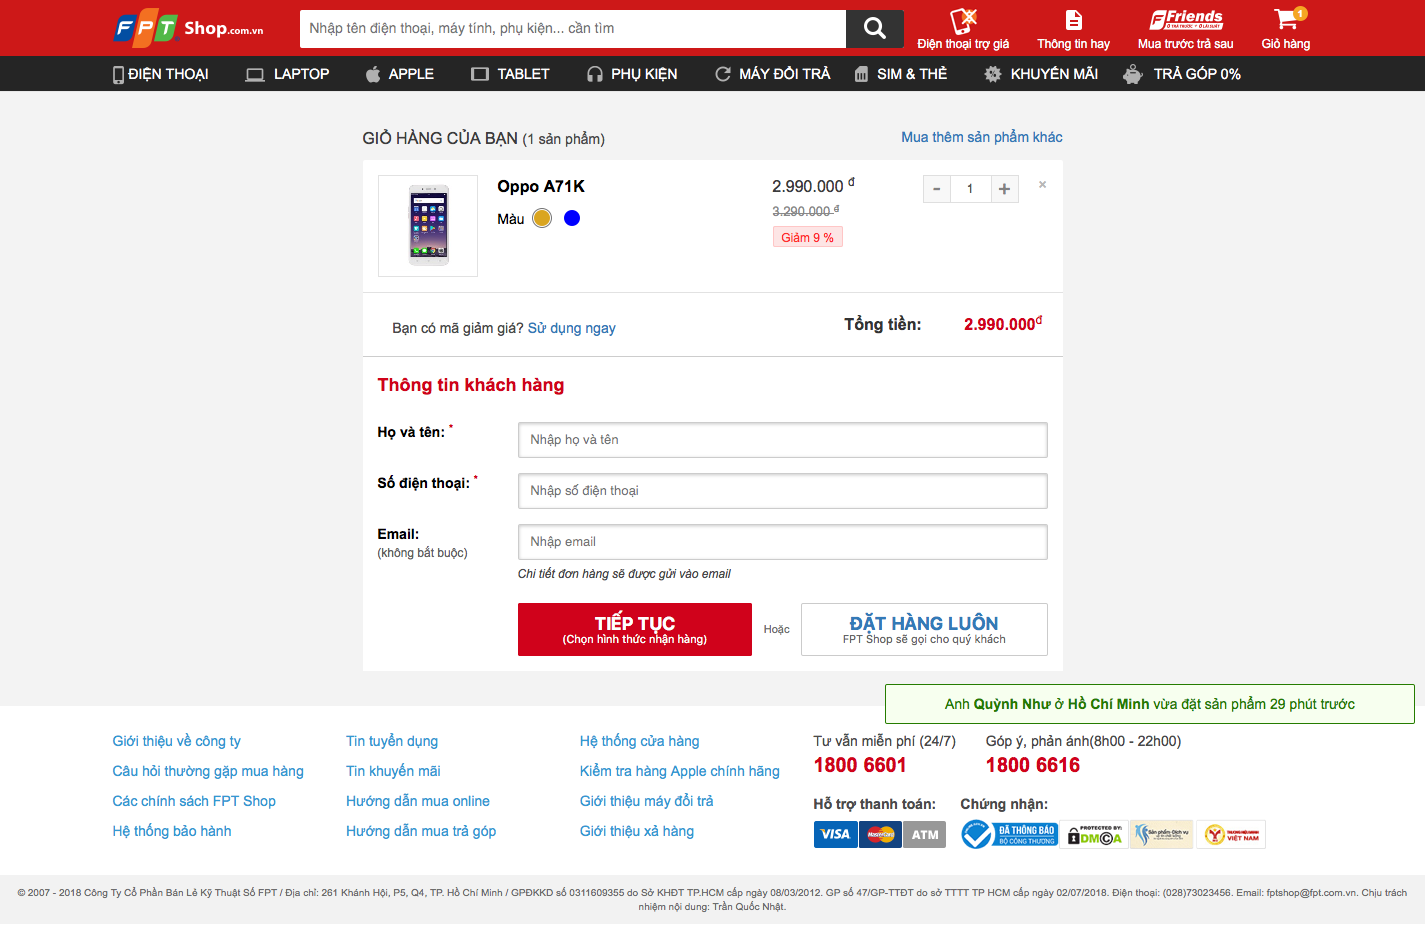 FPT Shop.com.vn
Nhập tên điện thoại, máy tính, phụ kiện... cần tìm
Điện thoại trợ giá
Thông tin hay
Friends
Mua trước trả sau
1
Giỏ hàng
ĐIỆN THOẠI
LAPTOP
APPLE
TABLET
PHỤ KIỆN
MÁY ĐỔI TRẢ
SIM & THẺ
KHUYẾN MÃI
TRẢ GÓP 0%
GIỎ HÀNG CỦA BẠN (1 sản phẩm)
Mua thêm sản phẩm khác
Oppo A71K
Màu
2.990.000 đ
3.290.000 đ
Giảm 9 %
- 1 +
×
Bạn có mã giảm giá? Sử dụng ngay
Tổng tiền: 2.990.000đ
Thông tin khách hàng
Họ và tên: *
Nhập họ và tên
Số điện thoại: *
Nhập số điện thoại
Email:
(không bắt buộc)
Nhập email
Chi tiết đơn hàng sẽ được gửi vào email
TIẾP TỤC
(Chọn hình thức nhận hàng)
Hoặc
ĐẶT HÀNG LUÔN
FPT Shop sẽ gọi cho quý khách
Anh Quỳnh Như ở Hồ Chí Minh vừa đặt sản phẩm 29 phút trước
Giới thiệu về công ty
Câu hỏi thường gặp mua hàng
Các chính sách FPT Shop
Hệ thống bảo hành
Tin tuyển dụng
Tin khuyến mãi
Hướng dẫn mua online
Hướng dẫn mua trả góp
Hệ thống cửa hàng
Kiểm tra hàng Apple chính hãng
Giới thiệu máy đổi trả
Giới thiệu xả hàng
Tư vấn miễn phí (24/7)
1800 6601
Góp ý, phản ánh(8h00 - 22h00)
1800 6616
Hỗ trợ thanh toán:
VISA
MasterCard
ATM
Chứng nhận:
ĐÃ THÔNG BÁO
BỘ CÔNG THƯƠNG
PROTECTED BY:
DMCA
Sản phẩm-Dịch vụ
THƯƠNG HIỆU MẠNH
VIỆT NAM
© 2007 - 2018 Công Ty Cổ Phần Bán Lẻ Kỹ Thuật Số FPT / Địa chỉ: 261 Khánh Hội, P5, Q4, TP. Hồ Chí Minh / GPĐKKD số 0311609355 do Sở KHĐT TP.HCM cấp ngày 08/03/2012. GP số 47/GP-TTĐT do sở TTTT TP HCM cấp ngày 02/07/2018. Điện thoại: (028)73023456. Email: fptshop@fpt.com.vn. Chịu trách
nhiệm nội dung: Trần Quốc Nhật.